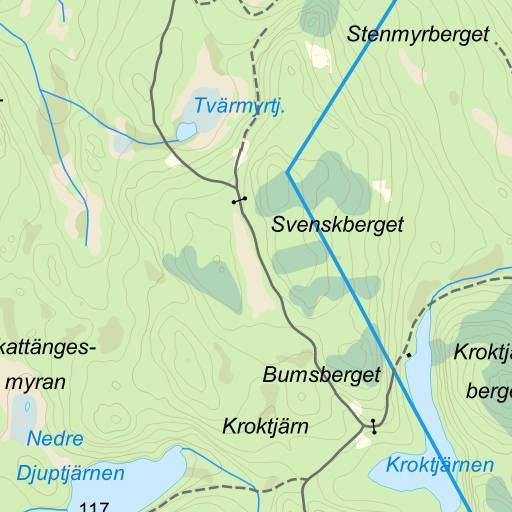 Stenmyrberget
Tvärmyrtj.
Svenskberget
kattänges-
myran
Bumsberget
Kroktj
berge
Kroktjärn
Nedre
Djuptjärnen
Kroktjärnen
117